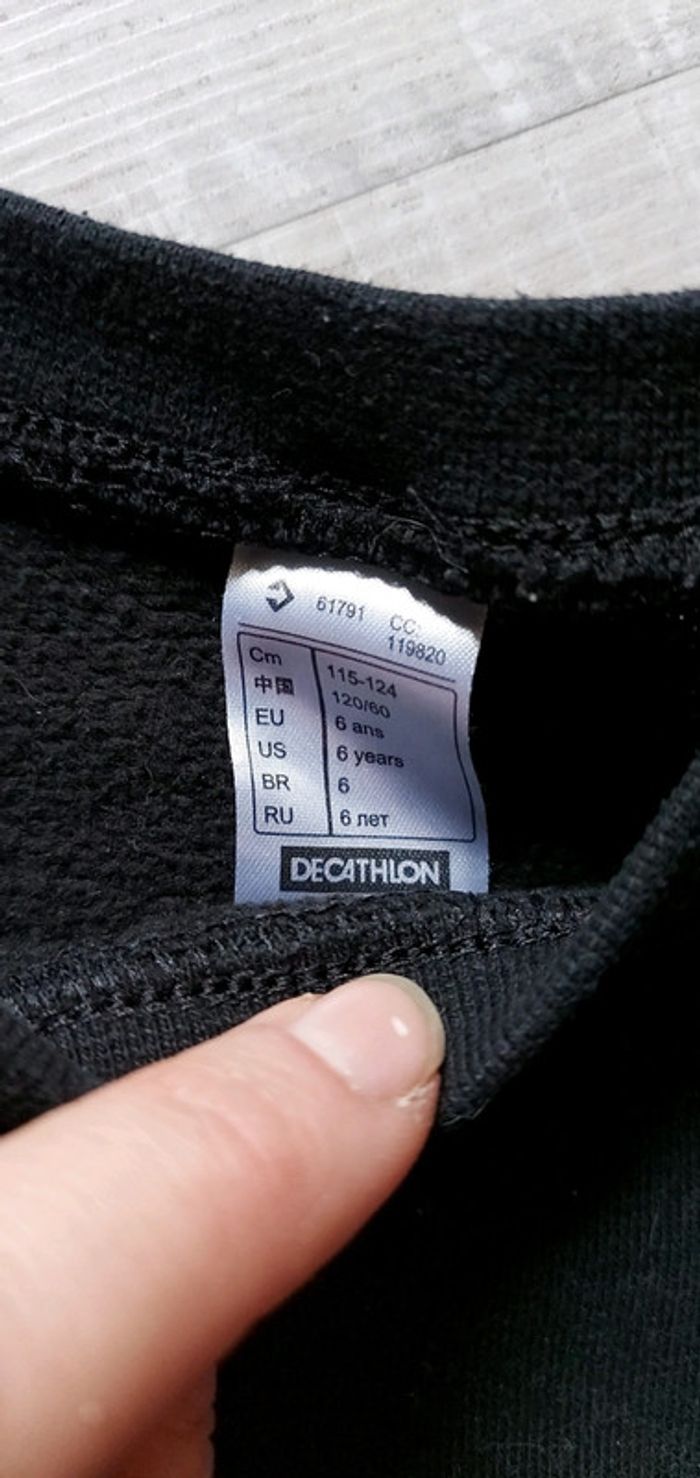 61791 CC:
119820
Cm 115-124
中国 120/60
EU 6 ans
US 6 years
BR 6
RU 6 лет
DECATHLON